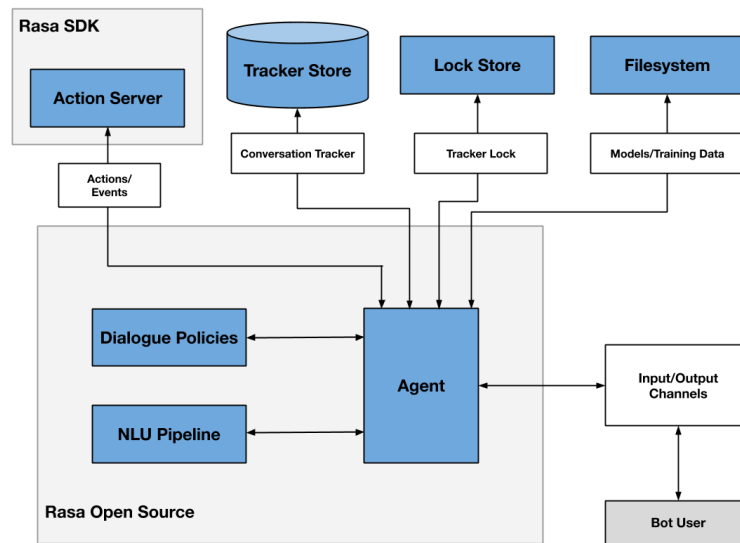 Rasa SDK
Action Server
Tracker Store
Lock Store
Filesystem
Actions/
Events
Conversation Tracker
Tracker Lock
Models/Training Data
Dialogue Policies
NLU Pipeline
Agent
Input/Output
Channels
Rasa Open Source
Bot User